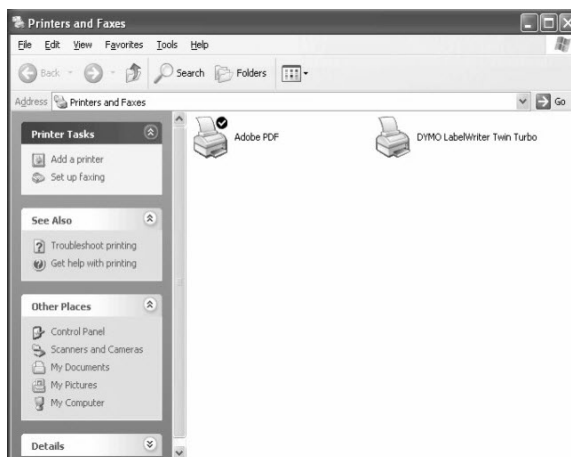 Printers and Faxes
File Edit View Favorites Tools Help
Back Search Folders
Address Printers and Faxes Go
Printer Tasks
Add a printer
Set up faxing
See Also
Troubleshoot printing
Get help with printing
Other Places
Control Panel
Scanners and Cameras
My Documents
My Pictures
My Computer
Details
Adobe PDF
DYMO LabelWriter Twin Turbo